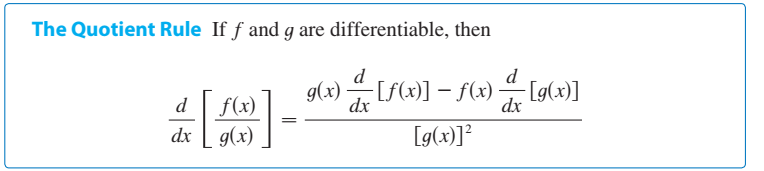 The Quotient Rule If f and g are differentiable, then
d/dx [ f(x)/g(x) ] = ( g(x) d/dx [f(x)] − f(x) d/dx [g(x)] ) / [g(x)]²